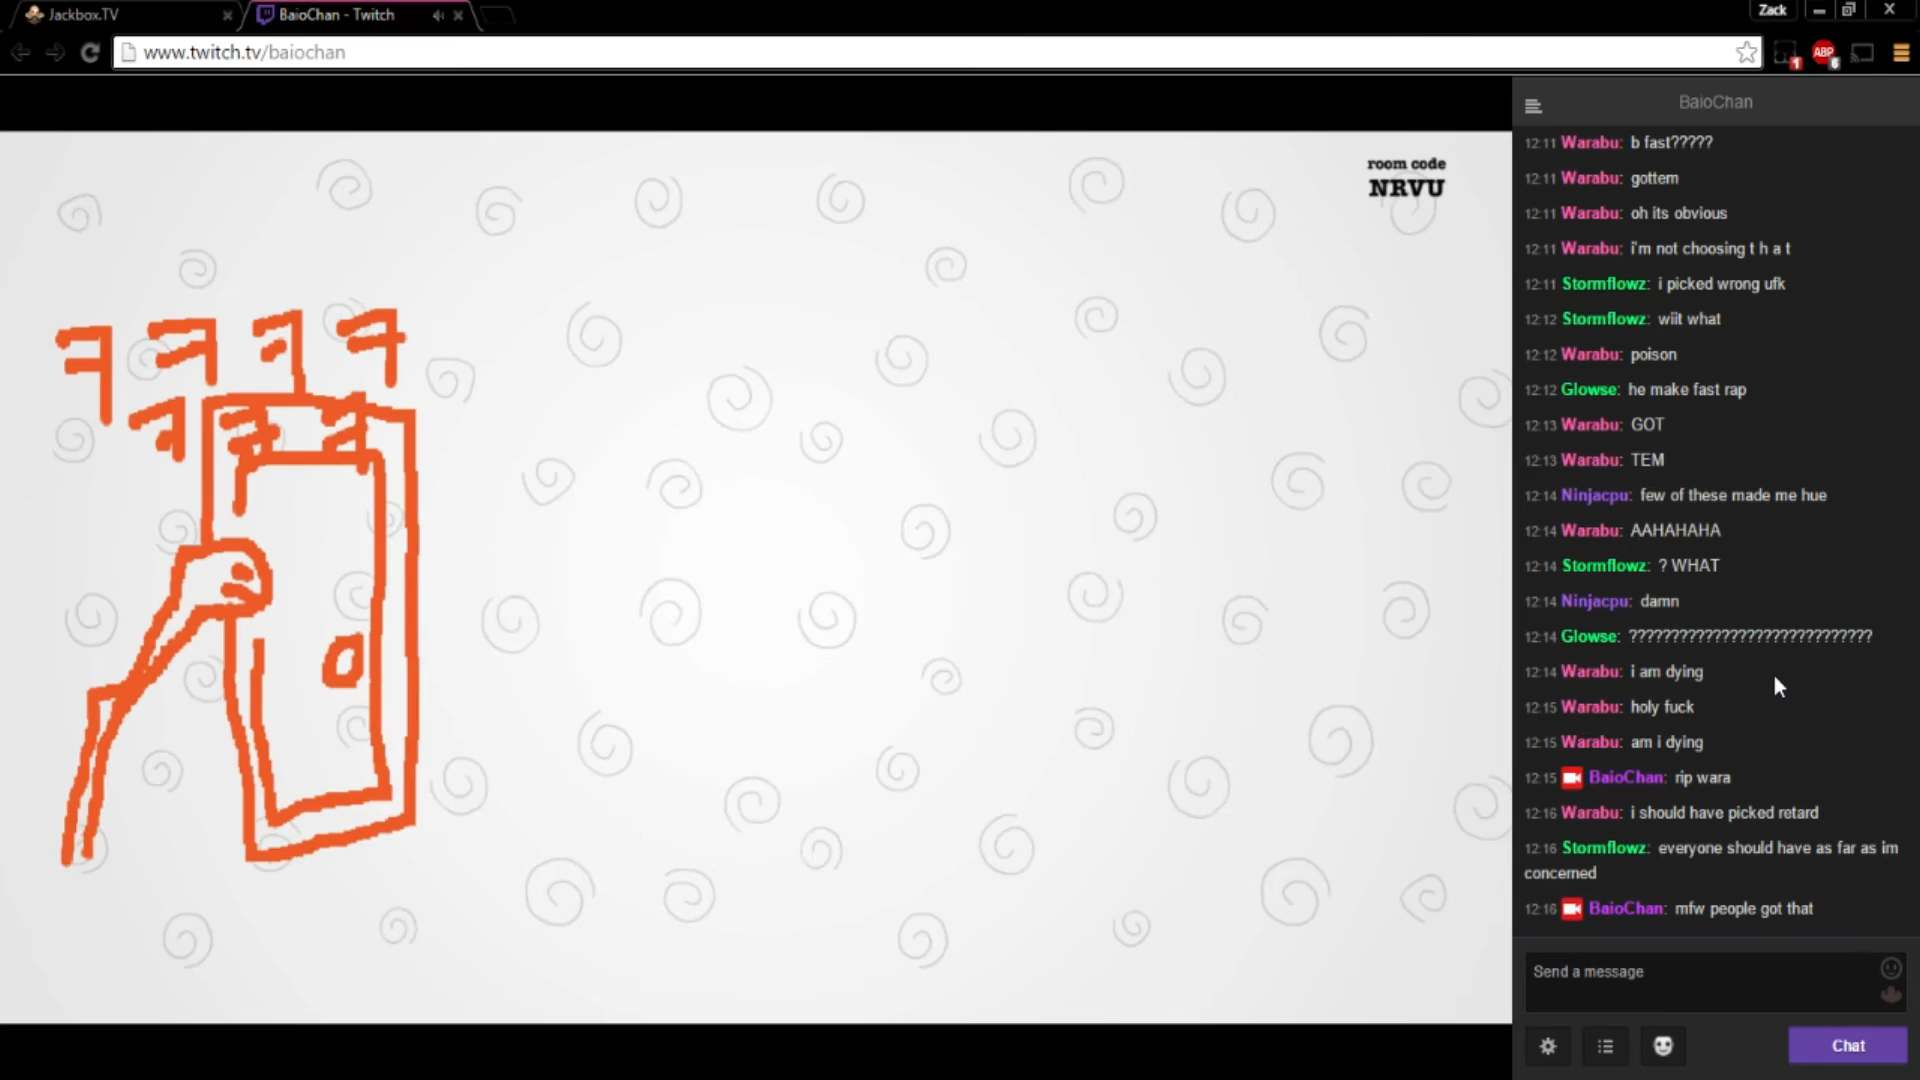 Jackbox.TV
BaioChan - Twitch
Zack
www.twitch.tv/baiochan
1
ABP
6
room code
NRVU
ㅋㅋㅋㅋ
ㅋㅋㅋ
BaioChan
12:11 Warabu: b fast?????
12:11 Warabu: gottem
12:11 Warabu: oh its obvious
12:11 Warabu: i'm not choosing t h a t
12:11 Stormflowz: i picked wrong ufk
12:12 Stormflowz: wiit what
12:12 Warabu: poison
12:12 Glowse: he make fast rap
12:13 Warabu: GOT
12:13 Warabu: TEM
12:14 Ninjacpu: few of these made me hue
12:14 Warabu: AAHAHAHA
12:14 Stormflowz: ? WHAT
12:14 Ninjacpu: damn
12:14 Glowse: ?????????????????????????????
12:14 Warabu: i am dying
12:15 Warabu: holy fuck
12:15 Warabu: am i dying
12:15 BaioChan: rip wara
12:16 Warabu: i should have picked retard
12:16 Stormflowz: everyone should have as far as im
concerned
12:16 BaioChan: mfw people got that
Send a message
Chat